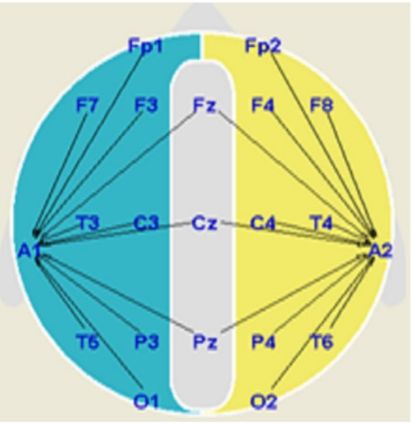 Fp1 Fp2
F7 F3 Fz F4 F8
T3 C3 Cz C4 T4
A1 A2
T5 P3 Pz P4 T6
O1 O2